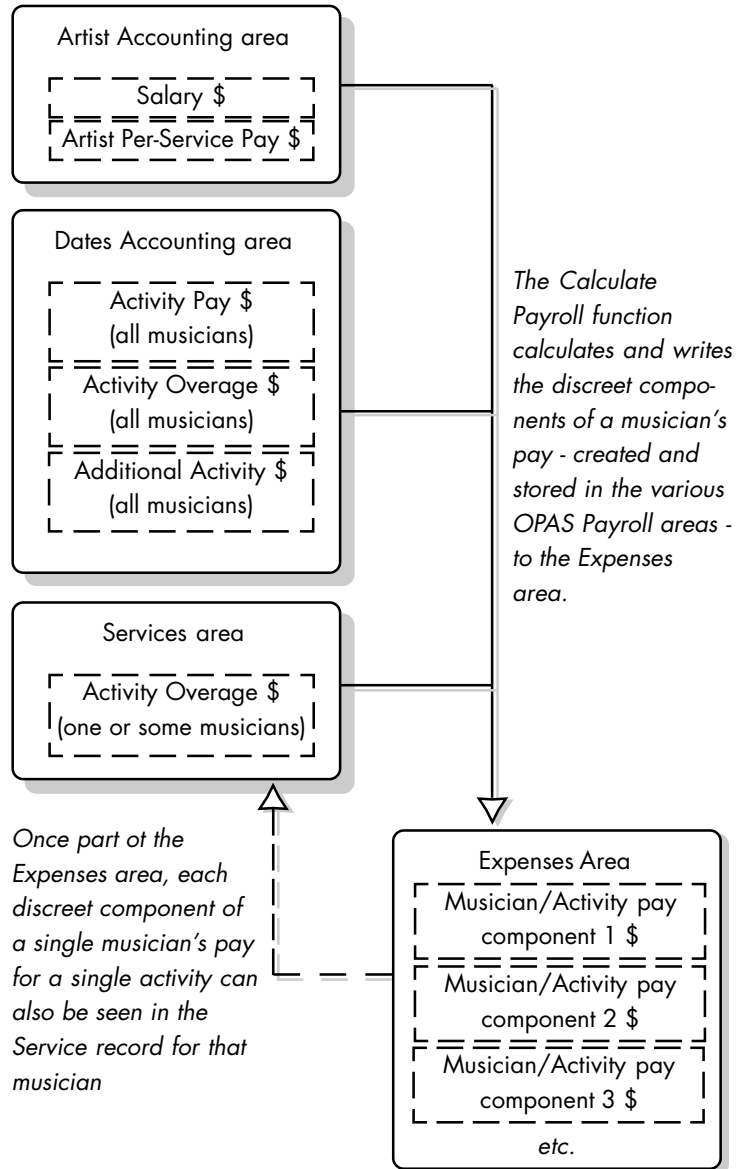 Artist Accounting area
Salary $
Artist Per-Service Pay $
Dates Accounting area
Activity Pay $
(all musicians)
Activity Overage $
(all musicians)
Additional Activity $
(all musicians)
The Calculate
Payroll function
calculates and writes
the discreet compo-
nents of a musician's
pay - created and
stored in the various
OPAS Payroll areas -
to the Expenses
area.
Services area
Activity Overage $
(one or some musicians)
Once part ot the
Expenses area, each
discreet component of
a single musician's pay
for a single activity can
also be seen in the
Service record for that
musician
Expenses Area
Musician/Activity pay
component 1 $
Musician/Activity pay
component 2 $
Musician/Activity pay
component 3 $
etc.